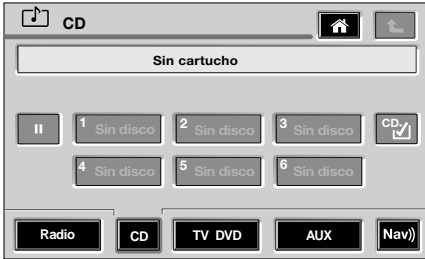 CD
Sin cartucho
1 Sin disco 2 Sin disco 3 Sin disco CD
4 Sin disco 5 Sin disco 6 Sin disco
Radio CD TV DVD AUX Nav))